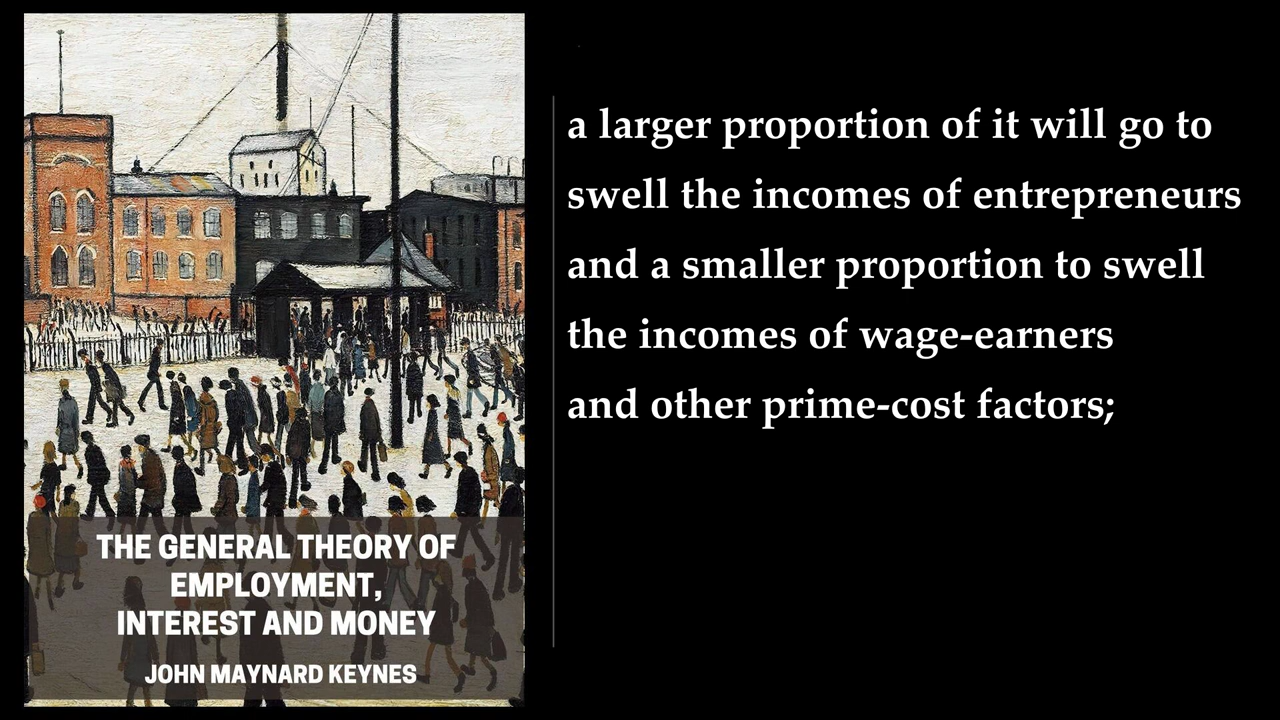 THE GENERAL THEORY OF
EMPLOYMENT,
INTEREST AND MONEY
JOHN MAYNARD KEYNES
a larger proportion of it will go to
swell the incomes of entrepreneurs
and a smaller proportion to swell
the incomes of wage-earners
and other prime-cost factors;